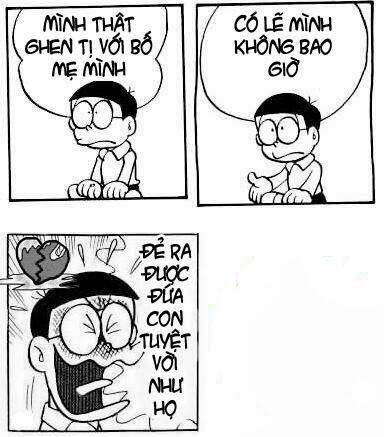 MÌNH THẬT
GHEN TỊ VỚI BỐ
MẸ MÌNH
CÓ LẼ MÌNH
KHÔNG BAO
GIỜ
ĐẺ RA
ĐƯỢC
ĐỨA
CON
TUYỆT
VỜI
NHƯ
HỌ